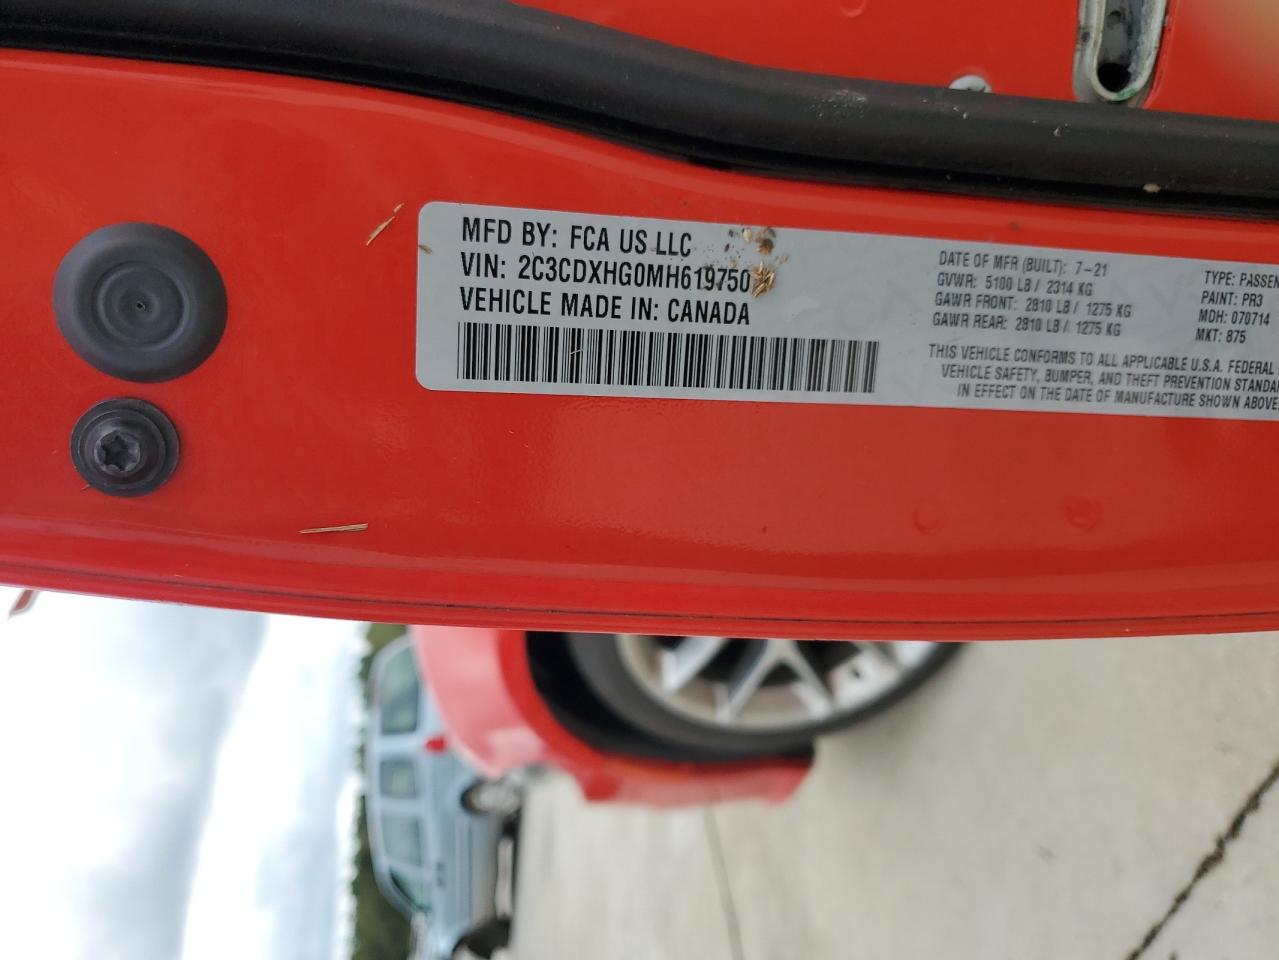 MFD BY: FCA US LLC
VIN: 2C3CDXHG0MH619750
VEHICLE MADE IN: CANADA
DATE OF MFR (BUILT): 7-21
GVWR: 5100 LB / 2314 KG
GAWR FRONT: 2810 LB / 1275 KG
GAWR REAR: 2810 LB / 1275 KG
TYPE: PASSEN
PAINT: PR3
MDH: 070714
MKT: 875
THIS VEHICLE CONFORMS TO ALL APPLICABLE U.S.A. FEDERAL
VEHICLE SAFETY, BUMPER, AND THEFT PREVENTION STANDA
IN EFFECT ON THE DATE OF MANUFACTURE SHOWN ABOVE